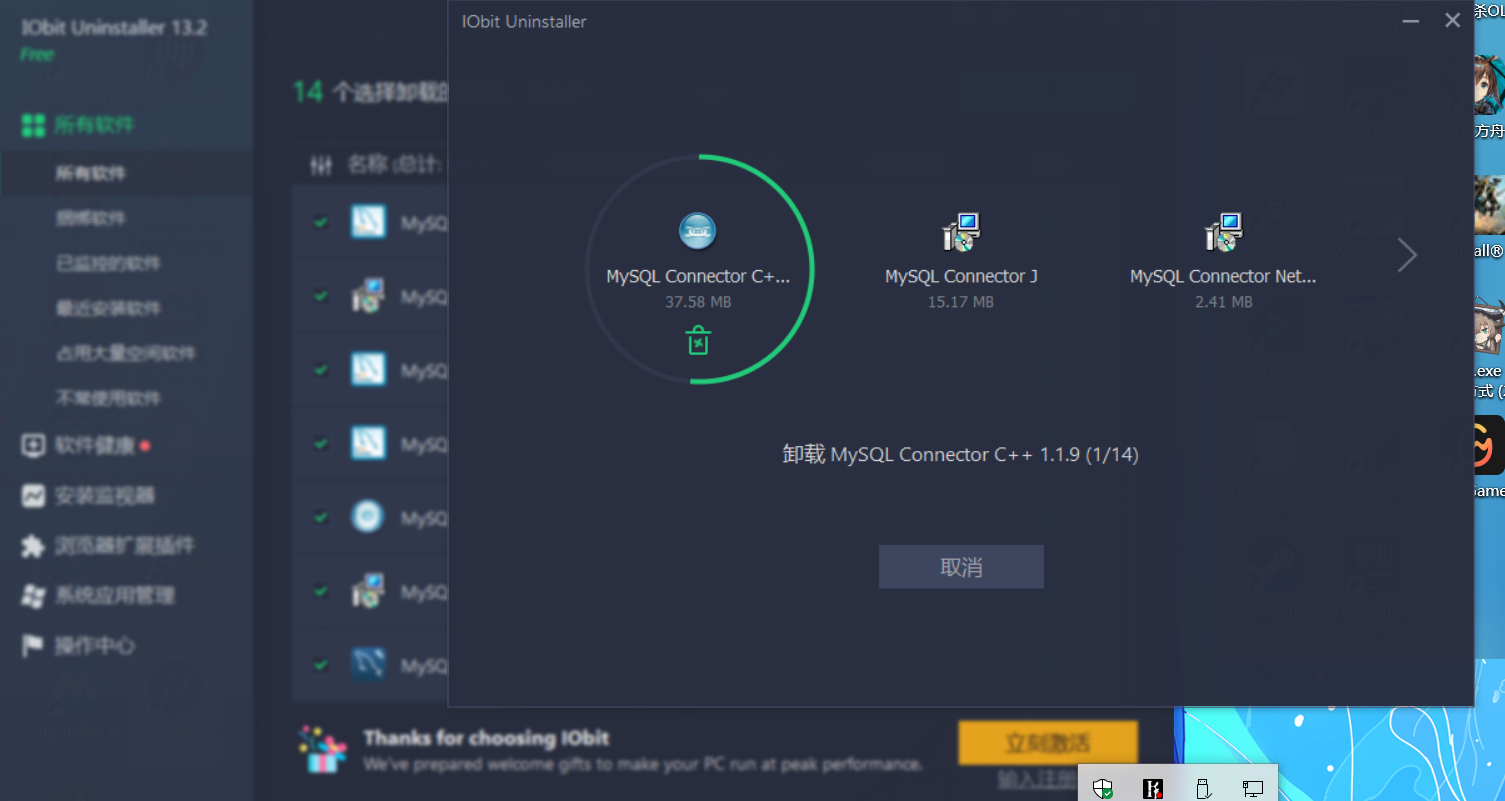 IObit Uninstaller 13.2
Free
所有软件
所有软件
捆绑软件
已监控的软件
最近安装软件
占用大量空间软件
不常使用软件
软件健康
安装监视器
浏览器扩展插件
系统应用管理
操作中心
14 个选择卸载的
名称 (总计:
MySQ
MySQ
MySQ
MySQ
MySQ
MySQ
MySQ
IObit Uninstaller
MySQL Connector C+...
37.58 MB
MySQL Connector J
15.17 MB
MySQL Connector Net...
2.41 MB
卸载 MySQL Connector C++ 1.1.9 (1/14)
取消
Thanks for choosing IObit
We've prepared welcome gifts to make your PC run at peak performance.
立刻激活
输入注册
杀OL
方舟
all®
.exe
式 (2
Game